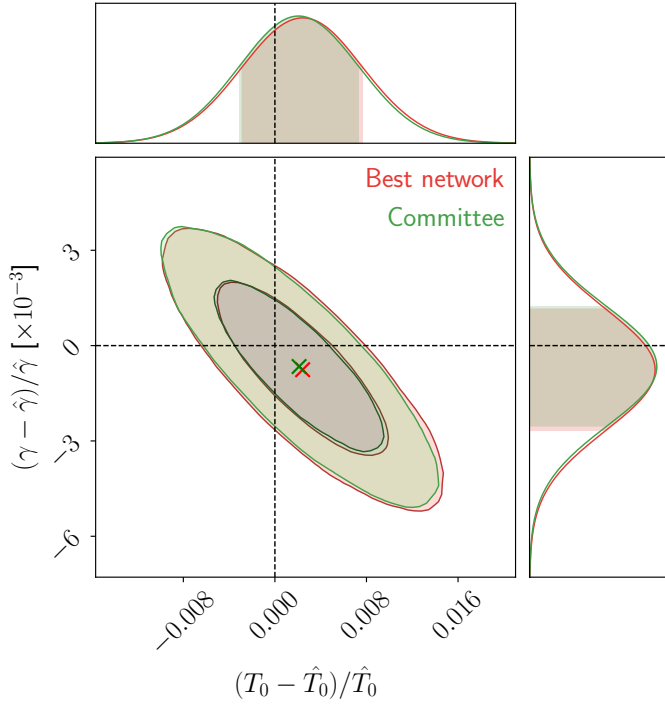 Best network
Committee
(γ − γ̂)/γ̂ [×10⁻³]
3
0
−3
−6
−0.008
0.000
0.008
0.016
(T₀ − T̂₀)/T̂₀